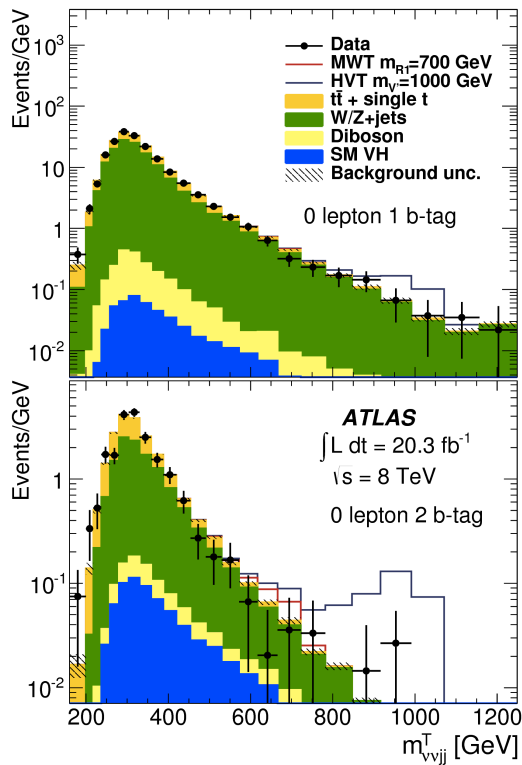 Events/GeV
10³
10²
10
1
10⁻¹
10⁻²
Data
MWT m_R1=700 GeV
HVT m_V'=1000 GeV
tt̄ + single t
W/Z+jets
Diboson
SM VH
Background unc.
0 lepton 1 b-tag
Events/GeV
1
10⁻¹
10⁻²
ATLAS
∫L dt = 20.3 fb⁻¹
√s = 8 TeV
0 lepton 2 b-tag
200 400 600 800 1000 1200
m^T_ννjj [GeV]